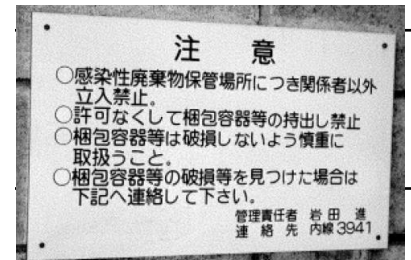 注　意
○感染性廃棄物保管場所につき関係者以外
立入禁止。
○許可なくして梱包容器等の持出し禁止
○梱包容器等は破損しないよう慎重に
取扱うこと。
○梱包容器等の破損等を見つけた場合は
下記へ連絡して下さい。
管理責任者　岩田　進
連　絡　先　内線3941